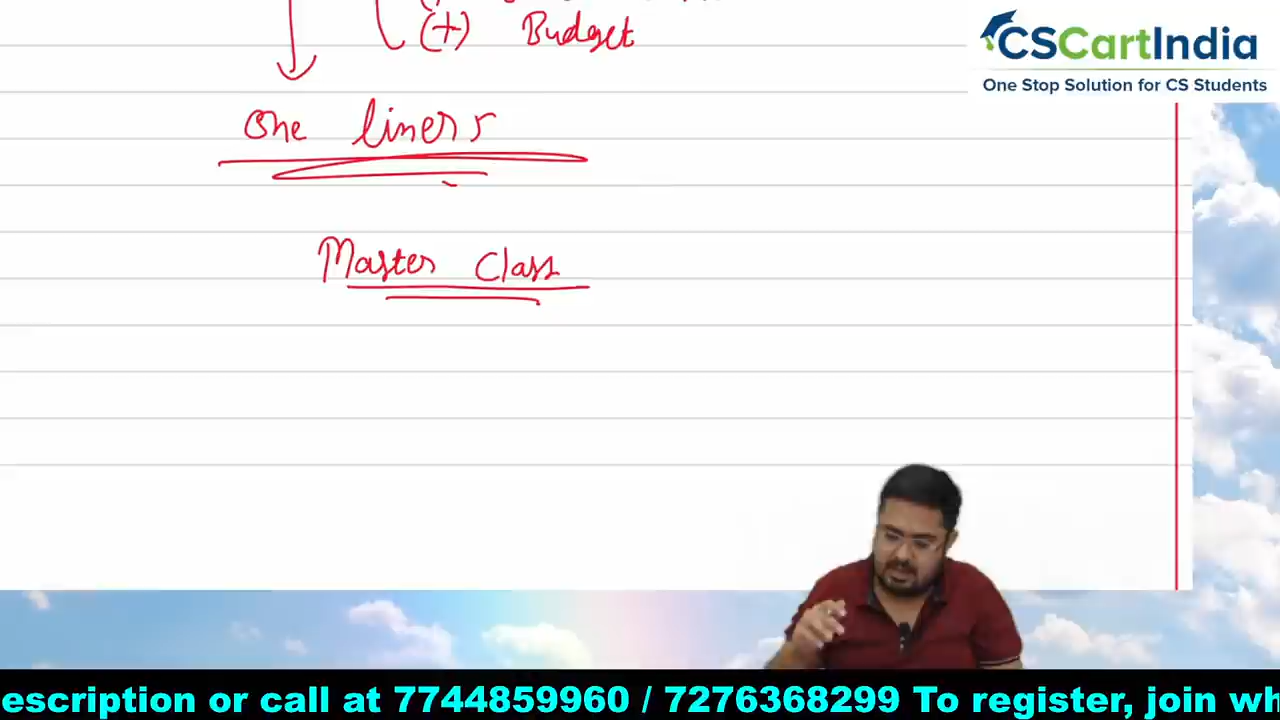 (+) Budget
CSCartIndia
One Stop Solution for CS Students
One liners
Master Class
escription or call at 7744859960 / 7276368299 To register, join wh